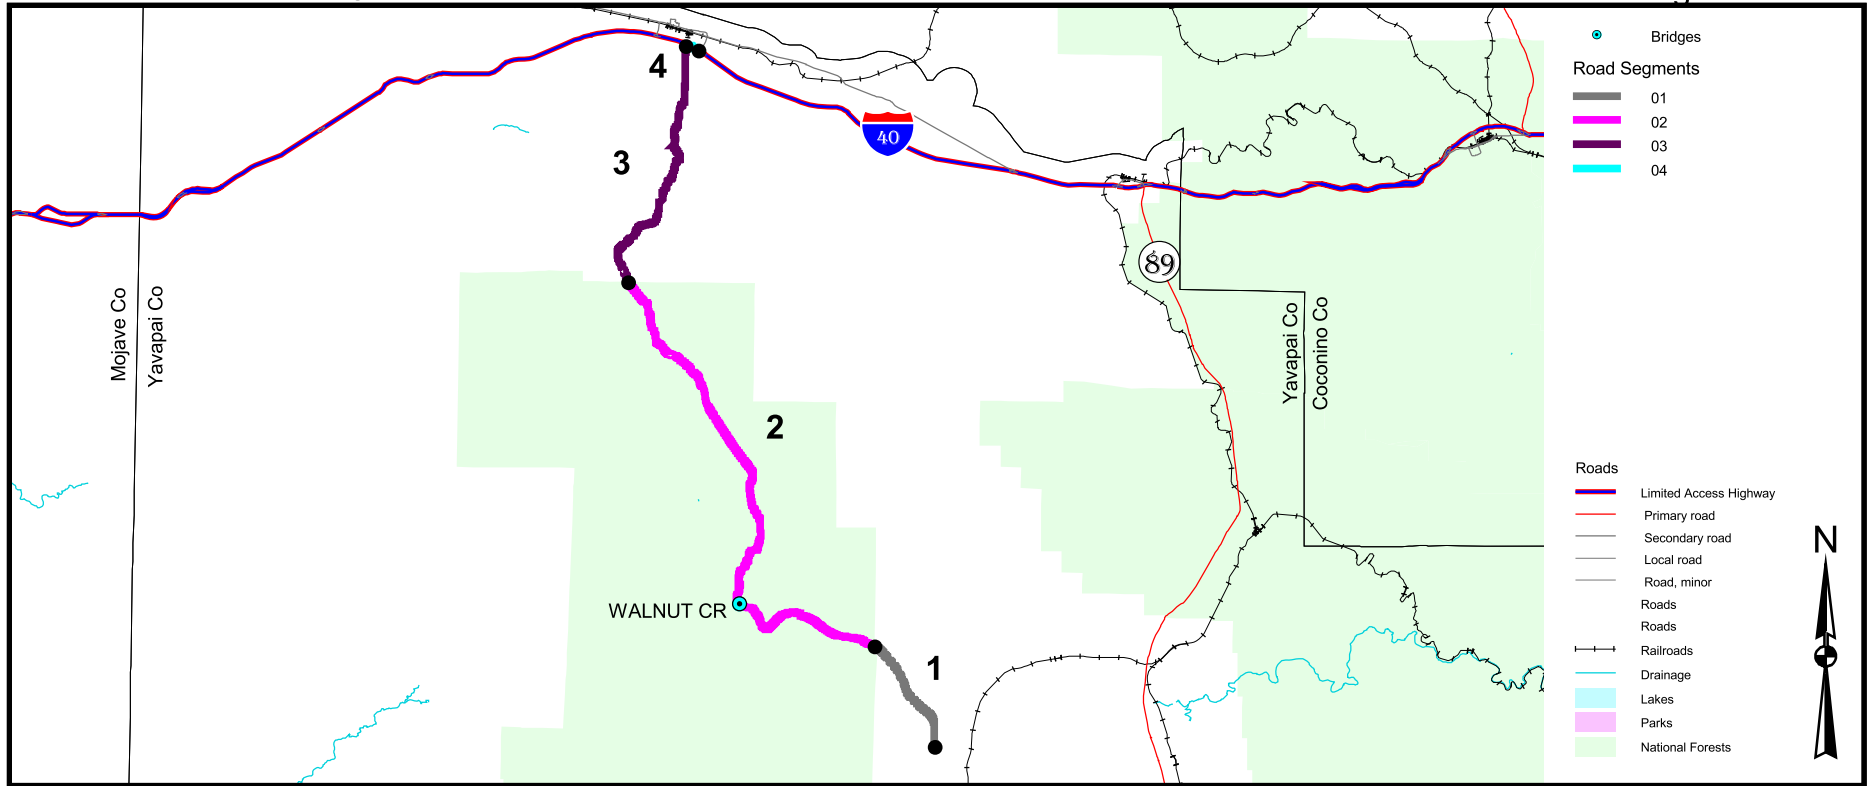 4
3
40
89
Mojave Co
Yavapai Co
Yavapai Co
Coconino Co
2
WALNUT CR
1
Bridges
Road Segments
01
02
03
04
Roads
Limited Access Highway
Primary road
Secondary road
Local road
Road, minor
Roads
Roads
Railroads
Drainage
Lakes
Parks
National Forests
N